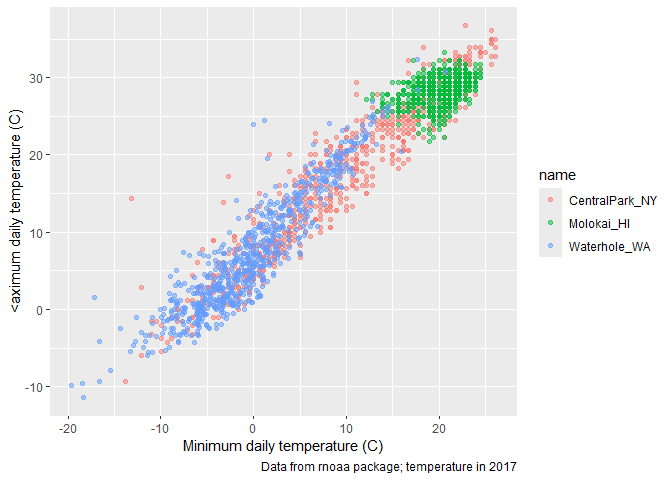 <aximum daily temperature (C)
30
20
10
0
-10
-20
-10
0
10
20
Minimum daily temperature (C)
Data from rnoaa package; temperature in 2017
name
CentralPark_NY
Molokai_HI
Waterhole_WA